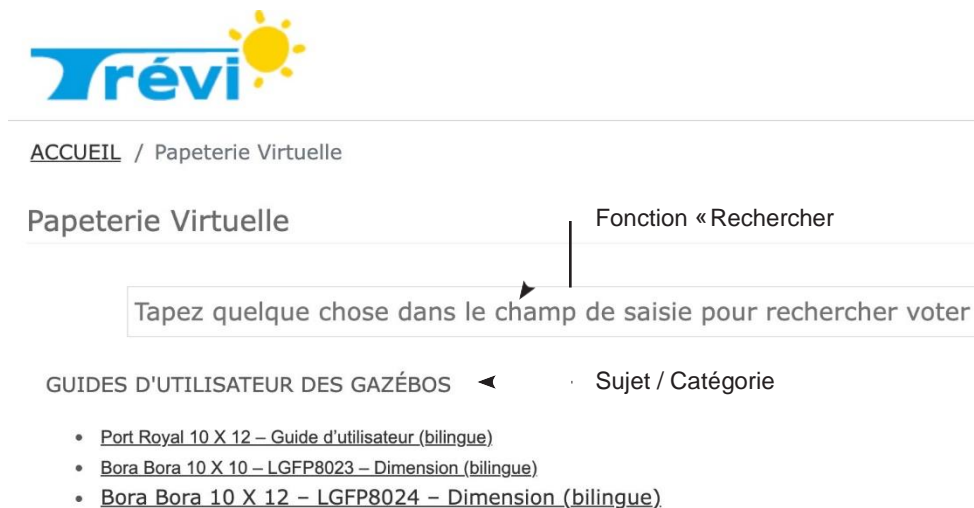 Trévi
ACCUEIL / Papeterie Virtuelle
Papeterie Virtuelle
Fonction «Rechercher
Tapez quelque chose dans le champ de saisie pour rechercher voter
GUIDES D'UTILISATEUR DES GAZÉBOS
Sujet / Catégorie
• Port Royal 10 X 12 – Guide d'utilisateur (bilingue)
• Bora Bora 10 X 10 – LGFP8023 – Dimension (bilingue)
• Bora Bora 10 X 12 – LGFP8024 – Dimension (bilingue)